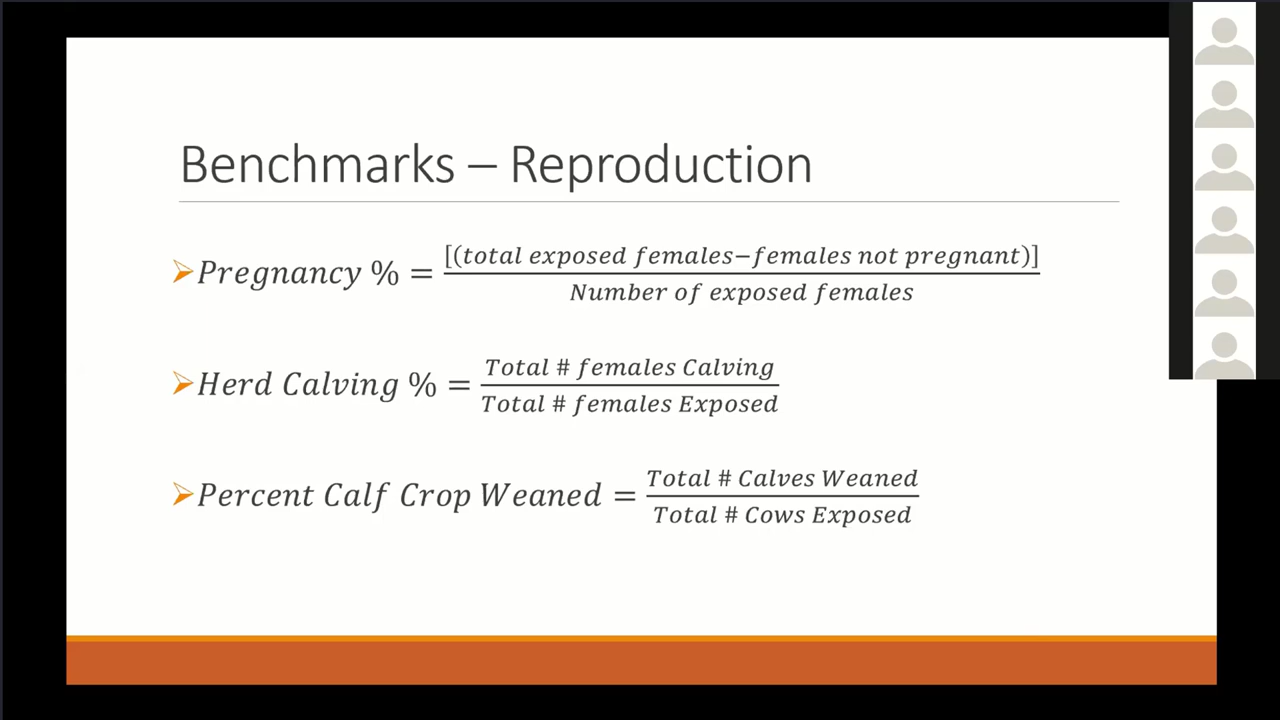 Benchmarks – Reproduction
Pregnancy % = [(total exposed females−females not pregnant)] / Number of exposed females
Herd Calving % = Total # females Calving / Total # females Exposed
Percent Calf Crop Weaned = Total # Calves Weaned / Total # Cows Exposed